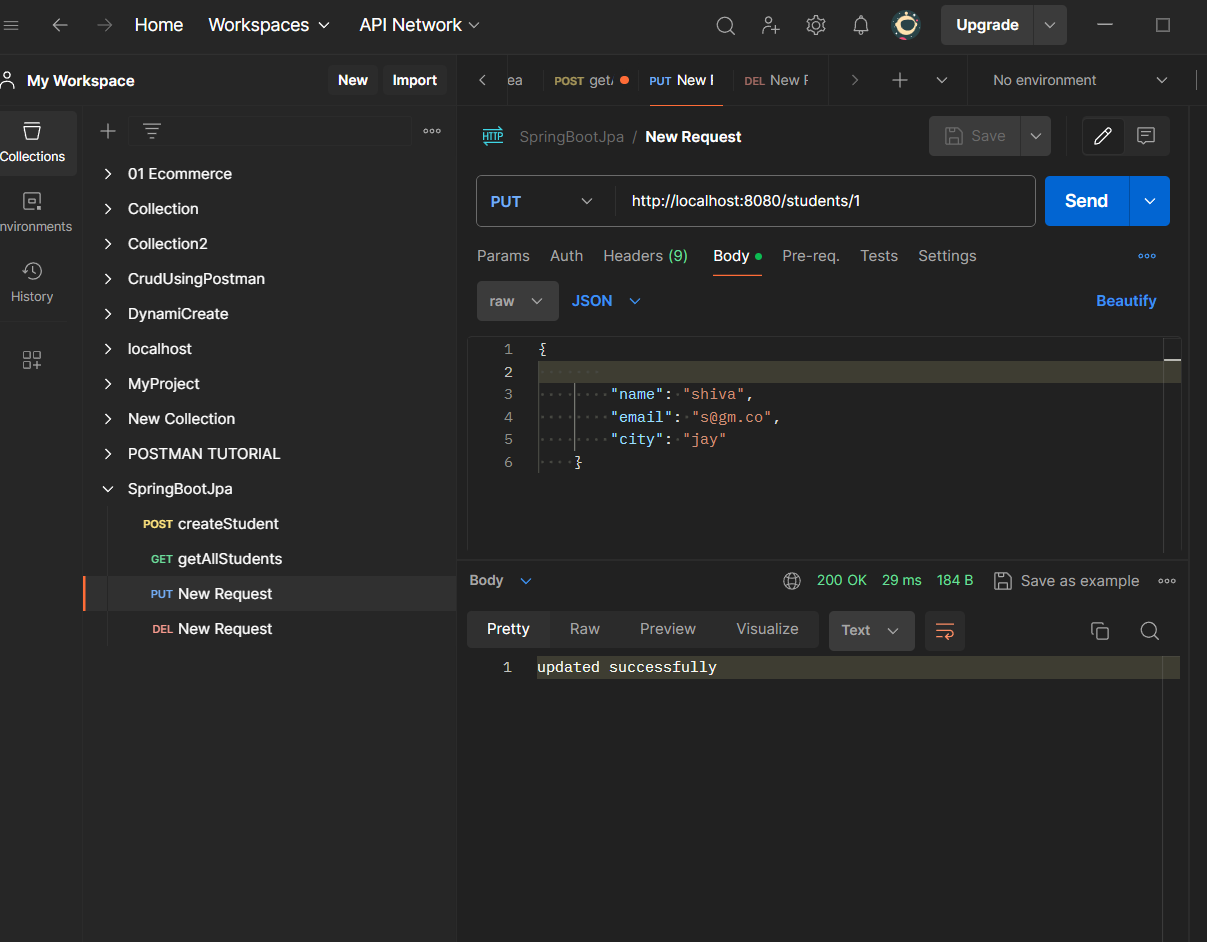 Home Workspaces API Network Upgrade
My Workspace New Import
ea POST get/ PUT New DEL New No environment
Collections
nvironments
History
01 Ecommerce
Collection
Collection2
CrudUsingPostman
DynamiCreate
localhost
MyProject
New Collection
POSTMAN TUTORIAL
SpringBootJpa
POST createStudent
GET getAllStudents
PUT New Request
DEL New Request
HTTP SpringBootJpa / New Request Save
PUT http://localhost:8080/students/1 Send
Params Auth Headers (9) Body Pre-req. Tests Settings
raw JSON Beautify
1 {
2
3 "name": "shiva",
4 "email": "s@gm.co",
5 "city": "jay"
6 }
Body 200 OK 29 ms 184 B Save as example
Pretty Raw Preview Visualize Text
1 updated successfully